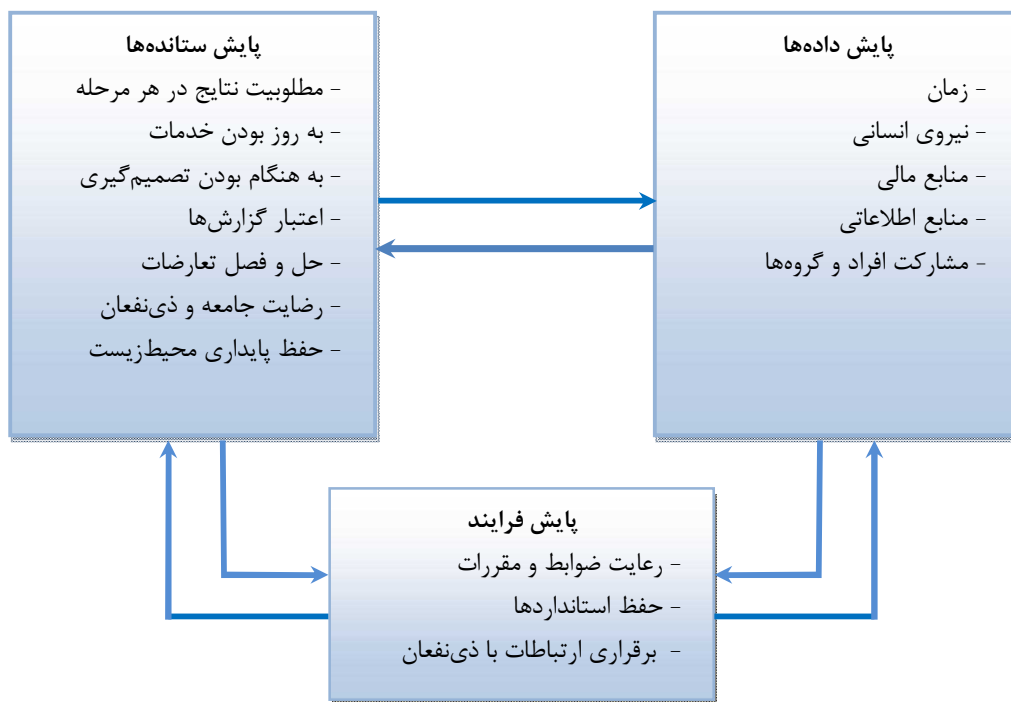 پایش داده‌ها
- زمان
- نیروی انسانی
- منابع مالی
- منابع اطلاعاتی
- مشارکت افراد و گروه‌ها
پایش ستانده‌ها
- مطلوبیت نتایج در هر مرحله
- به روز بودن خدمات
- به هنگام بودن تصمیم‌گیری
- اعتبار گزارش‌ها
- حل و فصل تعارضات
- رضایت جامعه و ذی‌نفعان
- حفظ پایداری محیط‌زیست
پایش فرایند
- رعایت ضوابط و مقررات
- حفظ استانداردها
- برقراری ارتباطات با ذی‌نفعان